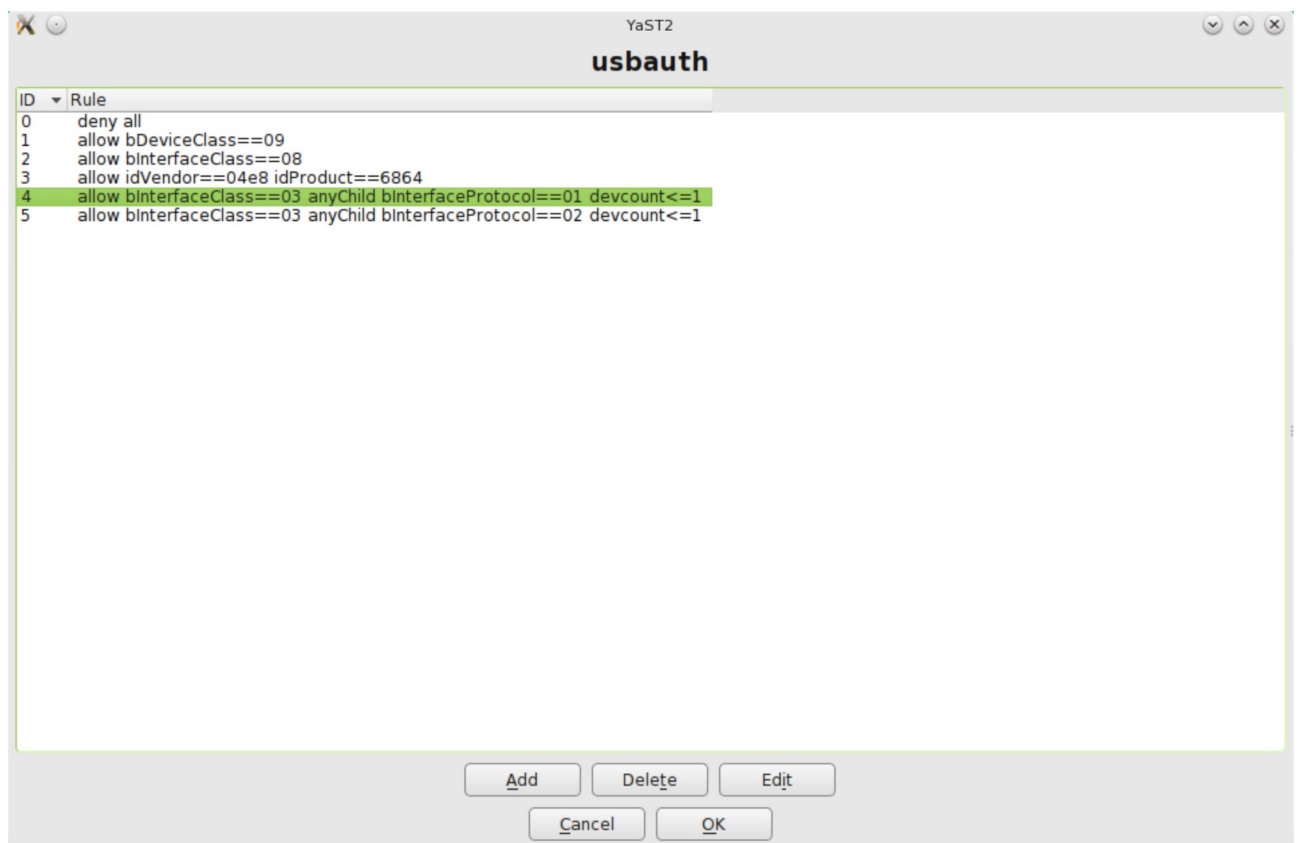 YaST2
usbauth
ID Rule
0 deny all
1 allow bDeviceClass==09
2 allow bInterfaceClass==08
3 allow idVendor==04e8 idProduct==6864
4 allow bInterfaceClass==03 anyChild bInterfaceProtocol==01 devcount<=1
5 allow bInterfaceClass==03 anyChild bInterfaceProtocol==02 devcount<=1
Add Delete Edit
Cancel OK